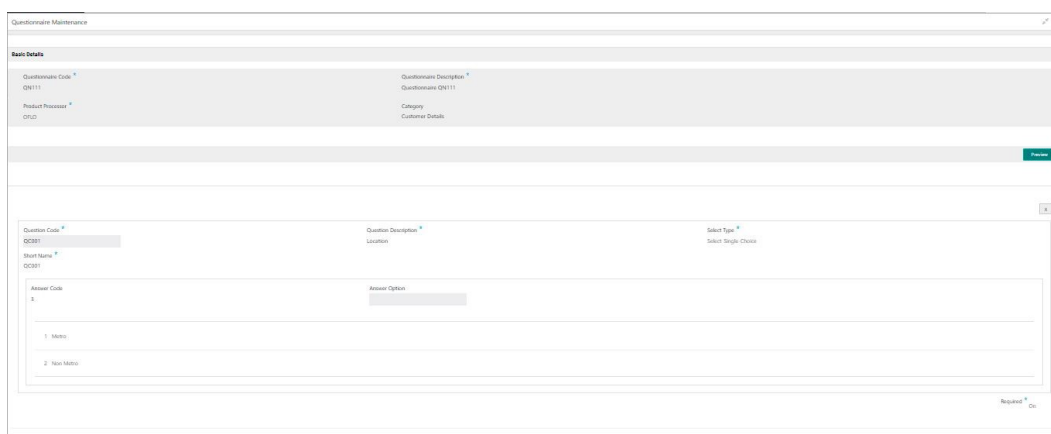 Questionnaire Maintenance
Basic Details
Questionnaire Code * Questionnaire Description *
QN111 Questionnaire QN111
Product Processor * Category
OFLO Customer Details
Preview
Question Code * Question Description * Select Type *
QC001 Location Select Single Choice
Short Name *
QC001
Answer Code Answer Option
3
1 Metro
2 Non Metro
Required *
On